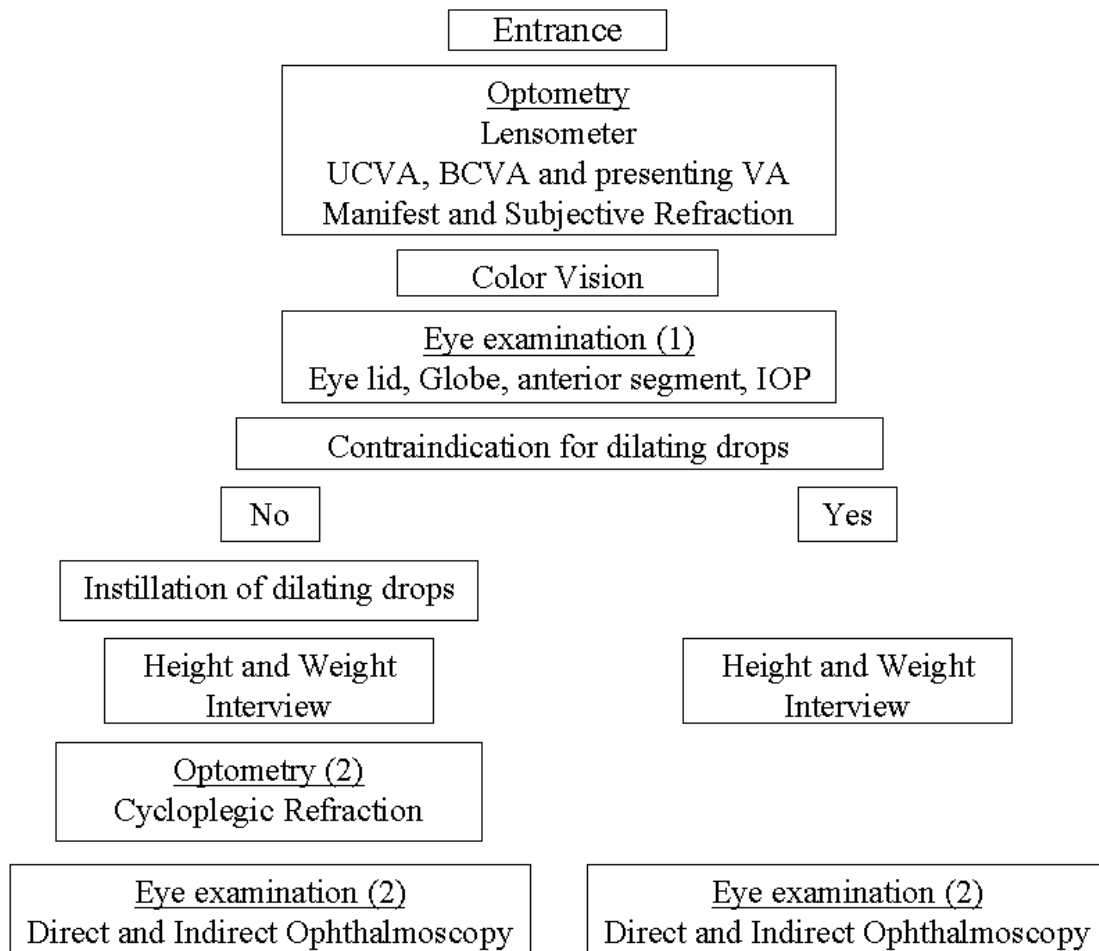 Entrance
Optometry
Lensometer
UCVA, BCVA and presenting VA
Manifest and Subjective Refraction
Color Vision
Eye examination (1)
Eye lid, Globe, anterior segment, IOP
Contraindication for dilating drops
No
Yes
Instillation of dilating drops
Height and Weight
Interview
Height and Weight
Interview
Optometry (2)
Cycloplegic Refraction
Eye examination (2)
Direct and Indirect Ophthalmoscopy
Eye examination (2)
Direct and Indirect Ophthalmoscopy